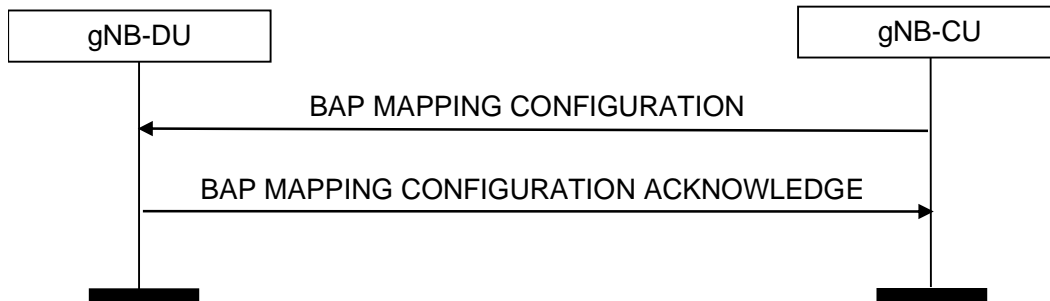 gNB-DU
gNB-CU
BAP MAPPING CONFIGURATION
BAP MAPPING CONFIGURATION ACKNOWLEDGE